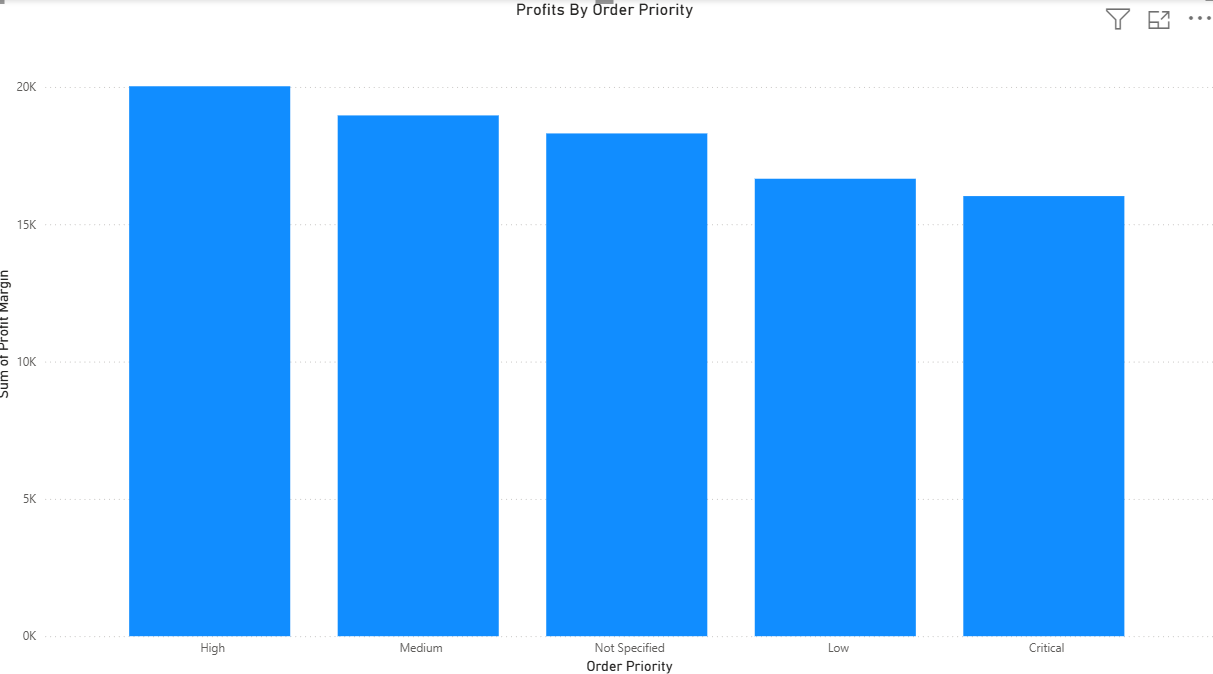 Profits By Order Priority
20K
15K
10K
5K
0K
Sum of Profit Margin
High
Medium
Not Specified
Low
Critical
Order Priority